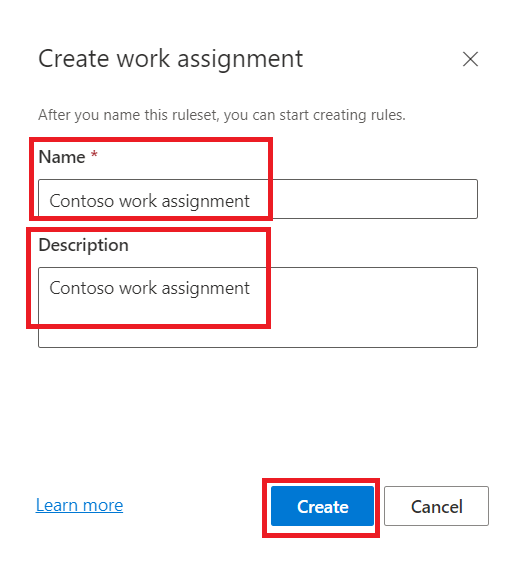 Create work assignment
After you name this ruleset, you can start creating rules.
Name *
Contoso work assignment
Description
Contoso work assignment
Learn more
Create
Cancel